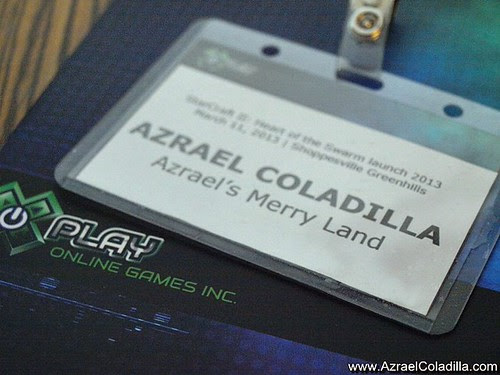 StarCraft II: Heart of the Swarm launch 2013
March 11, 2013 | Shoppesville Greenhills
AZRAEL COLADILLA
Azrael's Merry Land
PLAY
ONLINE GAMES INC.
www.AzraelColadilla.com